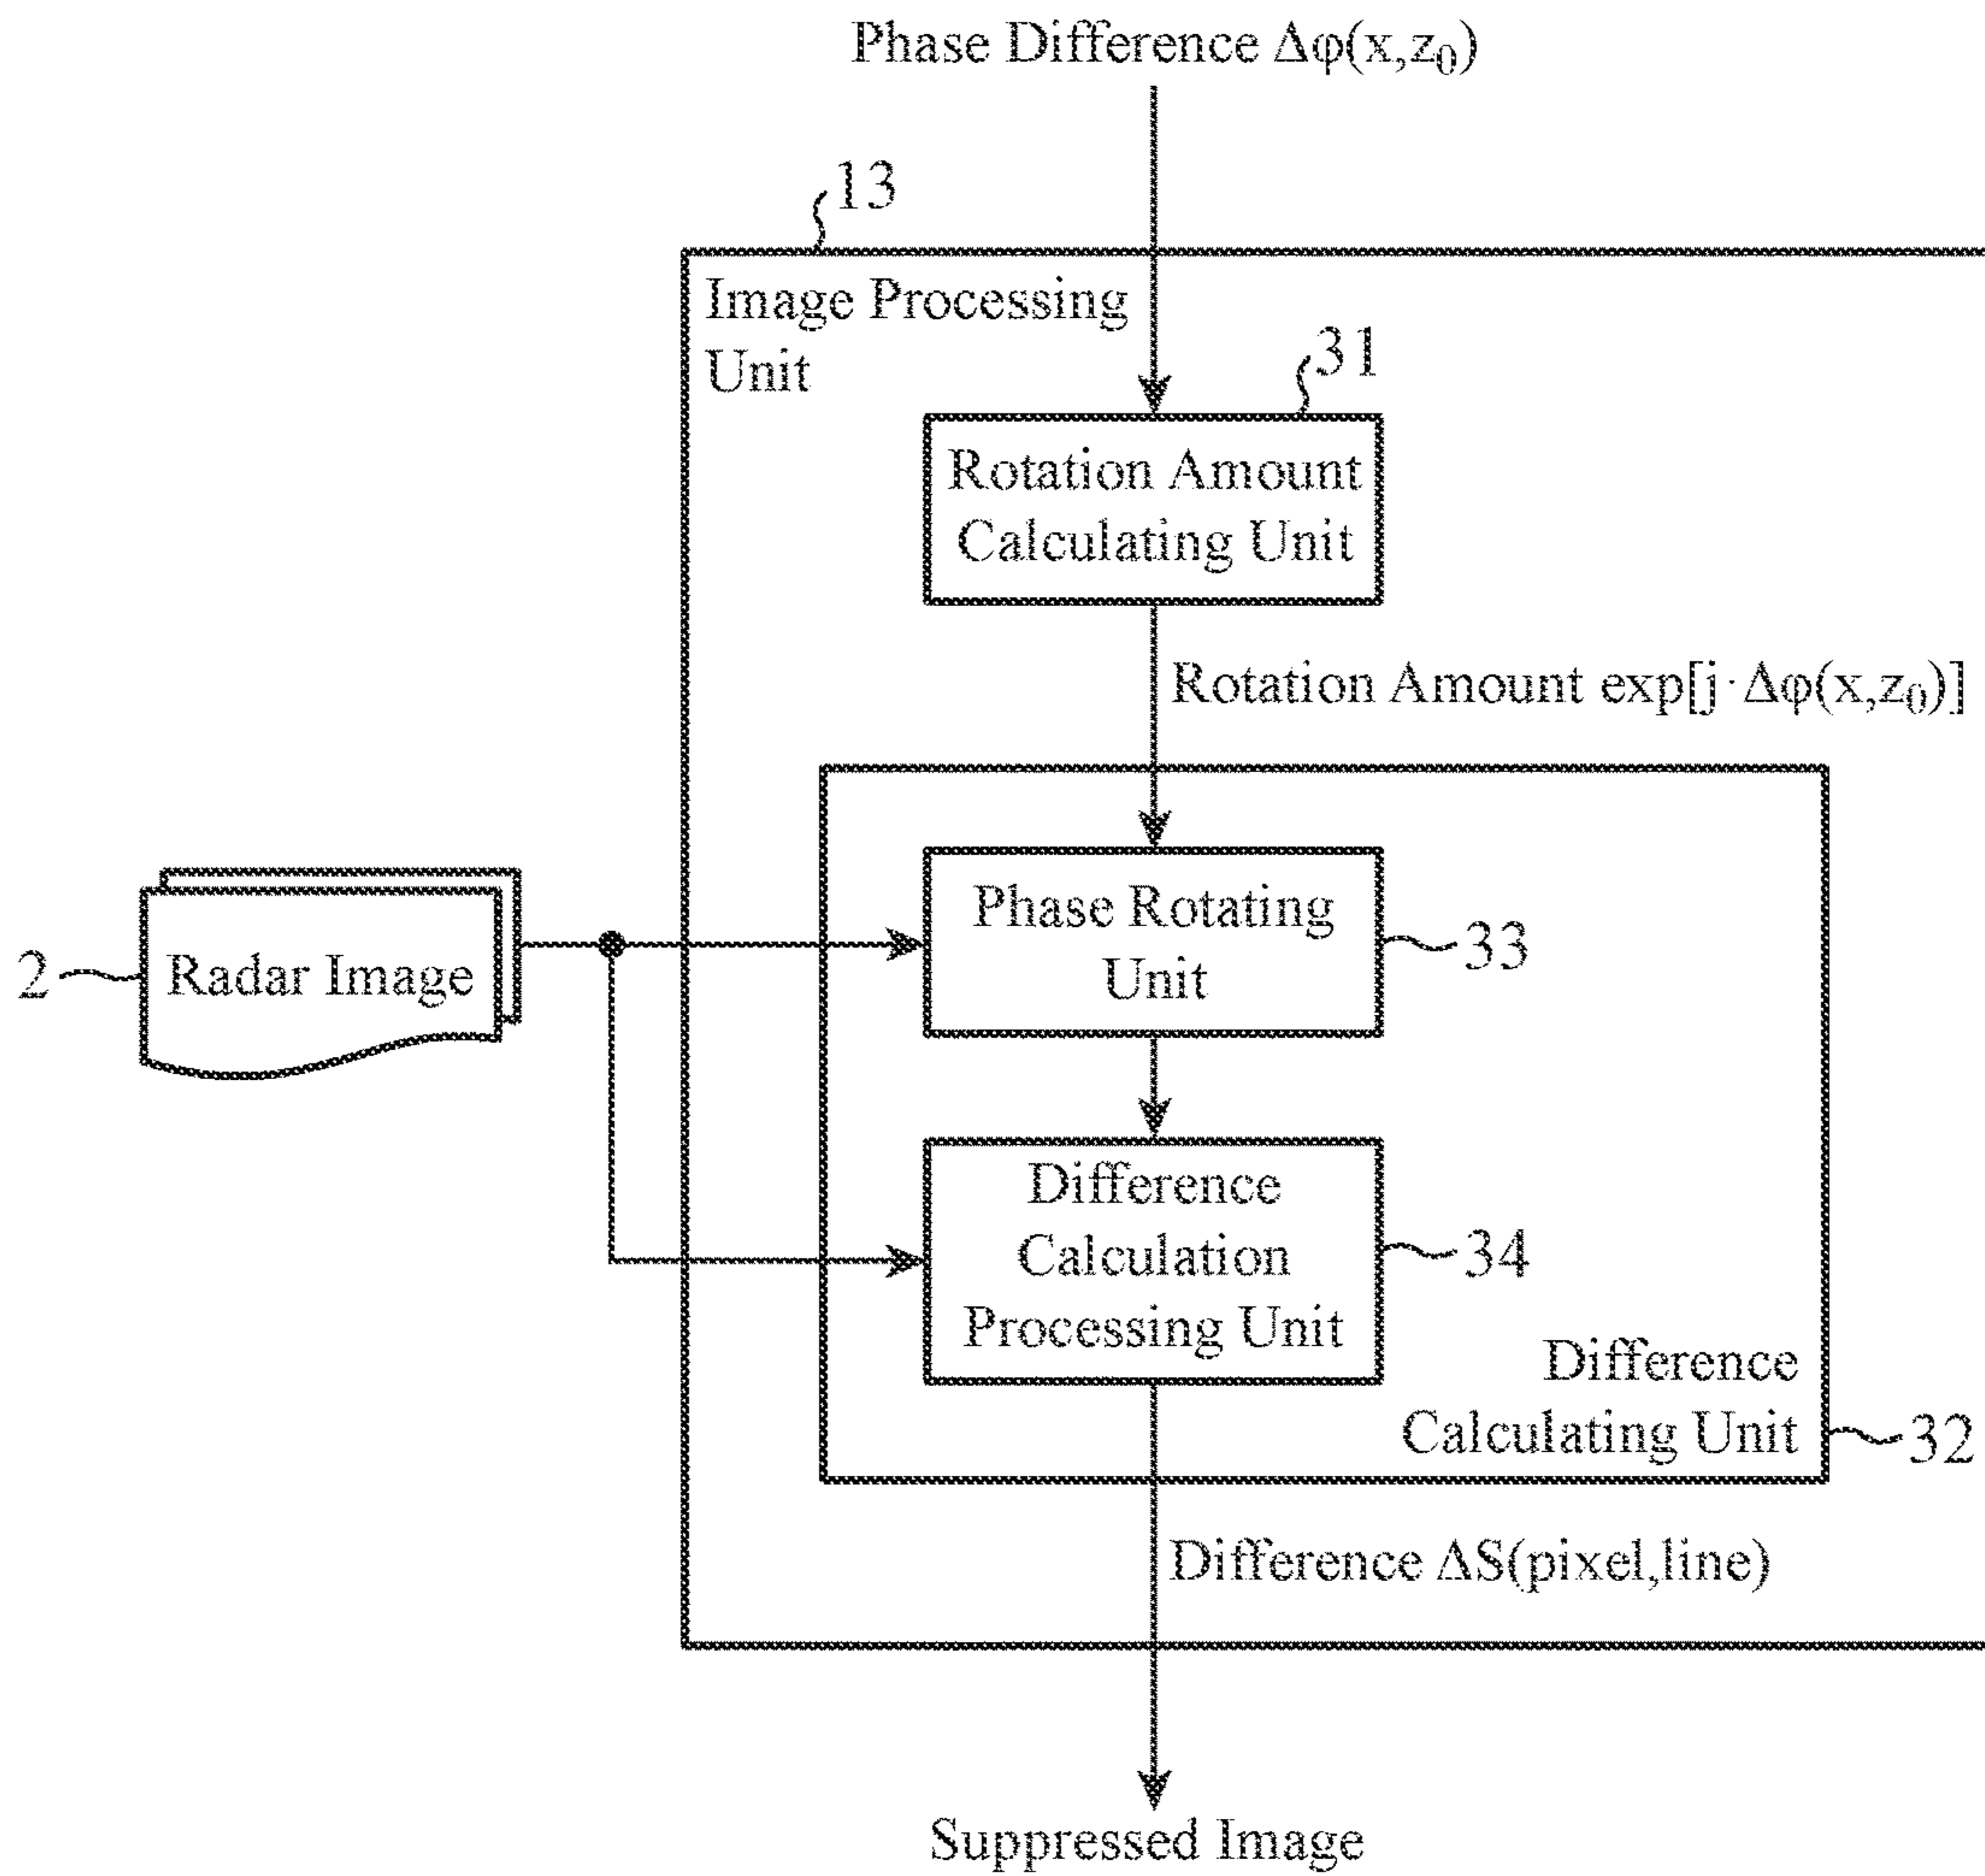 Phase Difference Δφ(x,z₀)
13
Image Processing
Unit
31
Rotation Amount
Calculating Unit
Rotation Amount exp[j·Δφ(x,z₀)]
Phase Rotating
Unit
33
2
Radar Image
Difference
Calculation
Processing Unit
34
Difference
Calculating Unit
32
Difference ΔS(pixel,line)
Suppressed Image